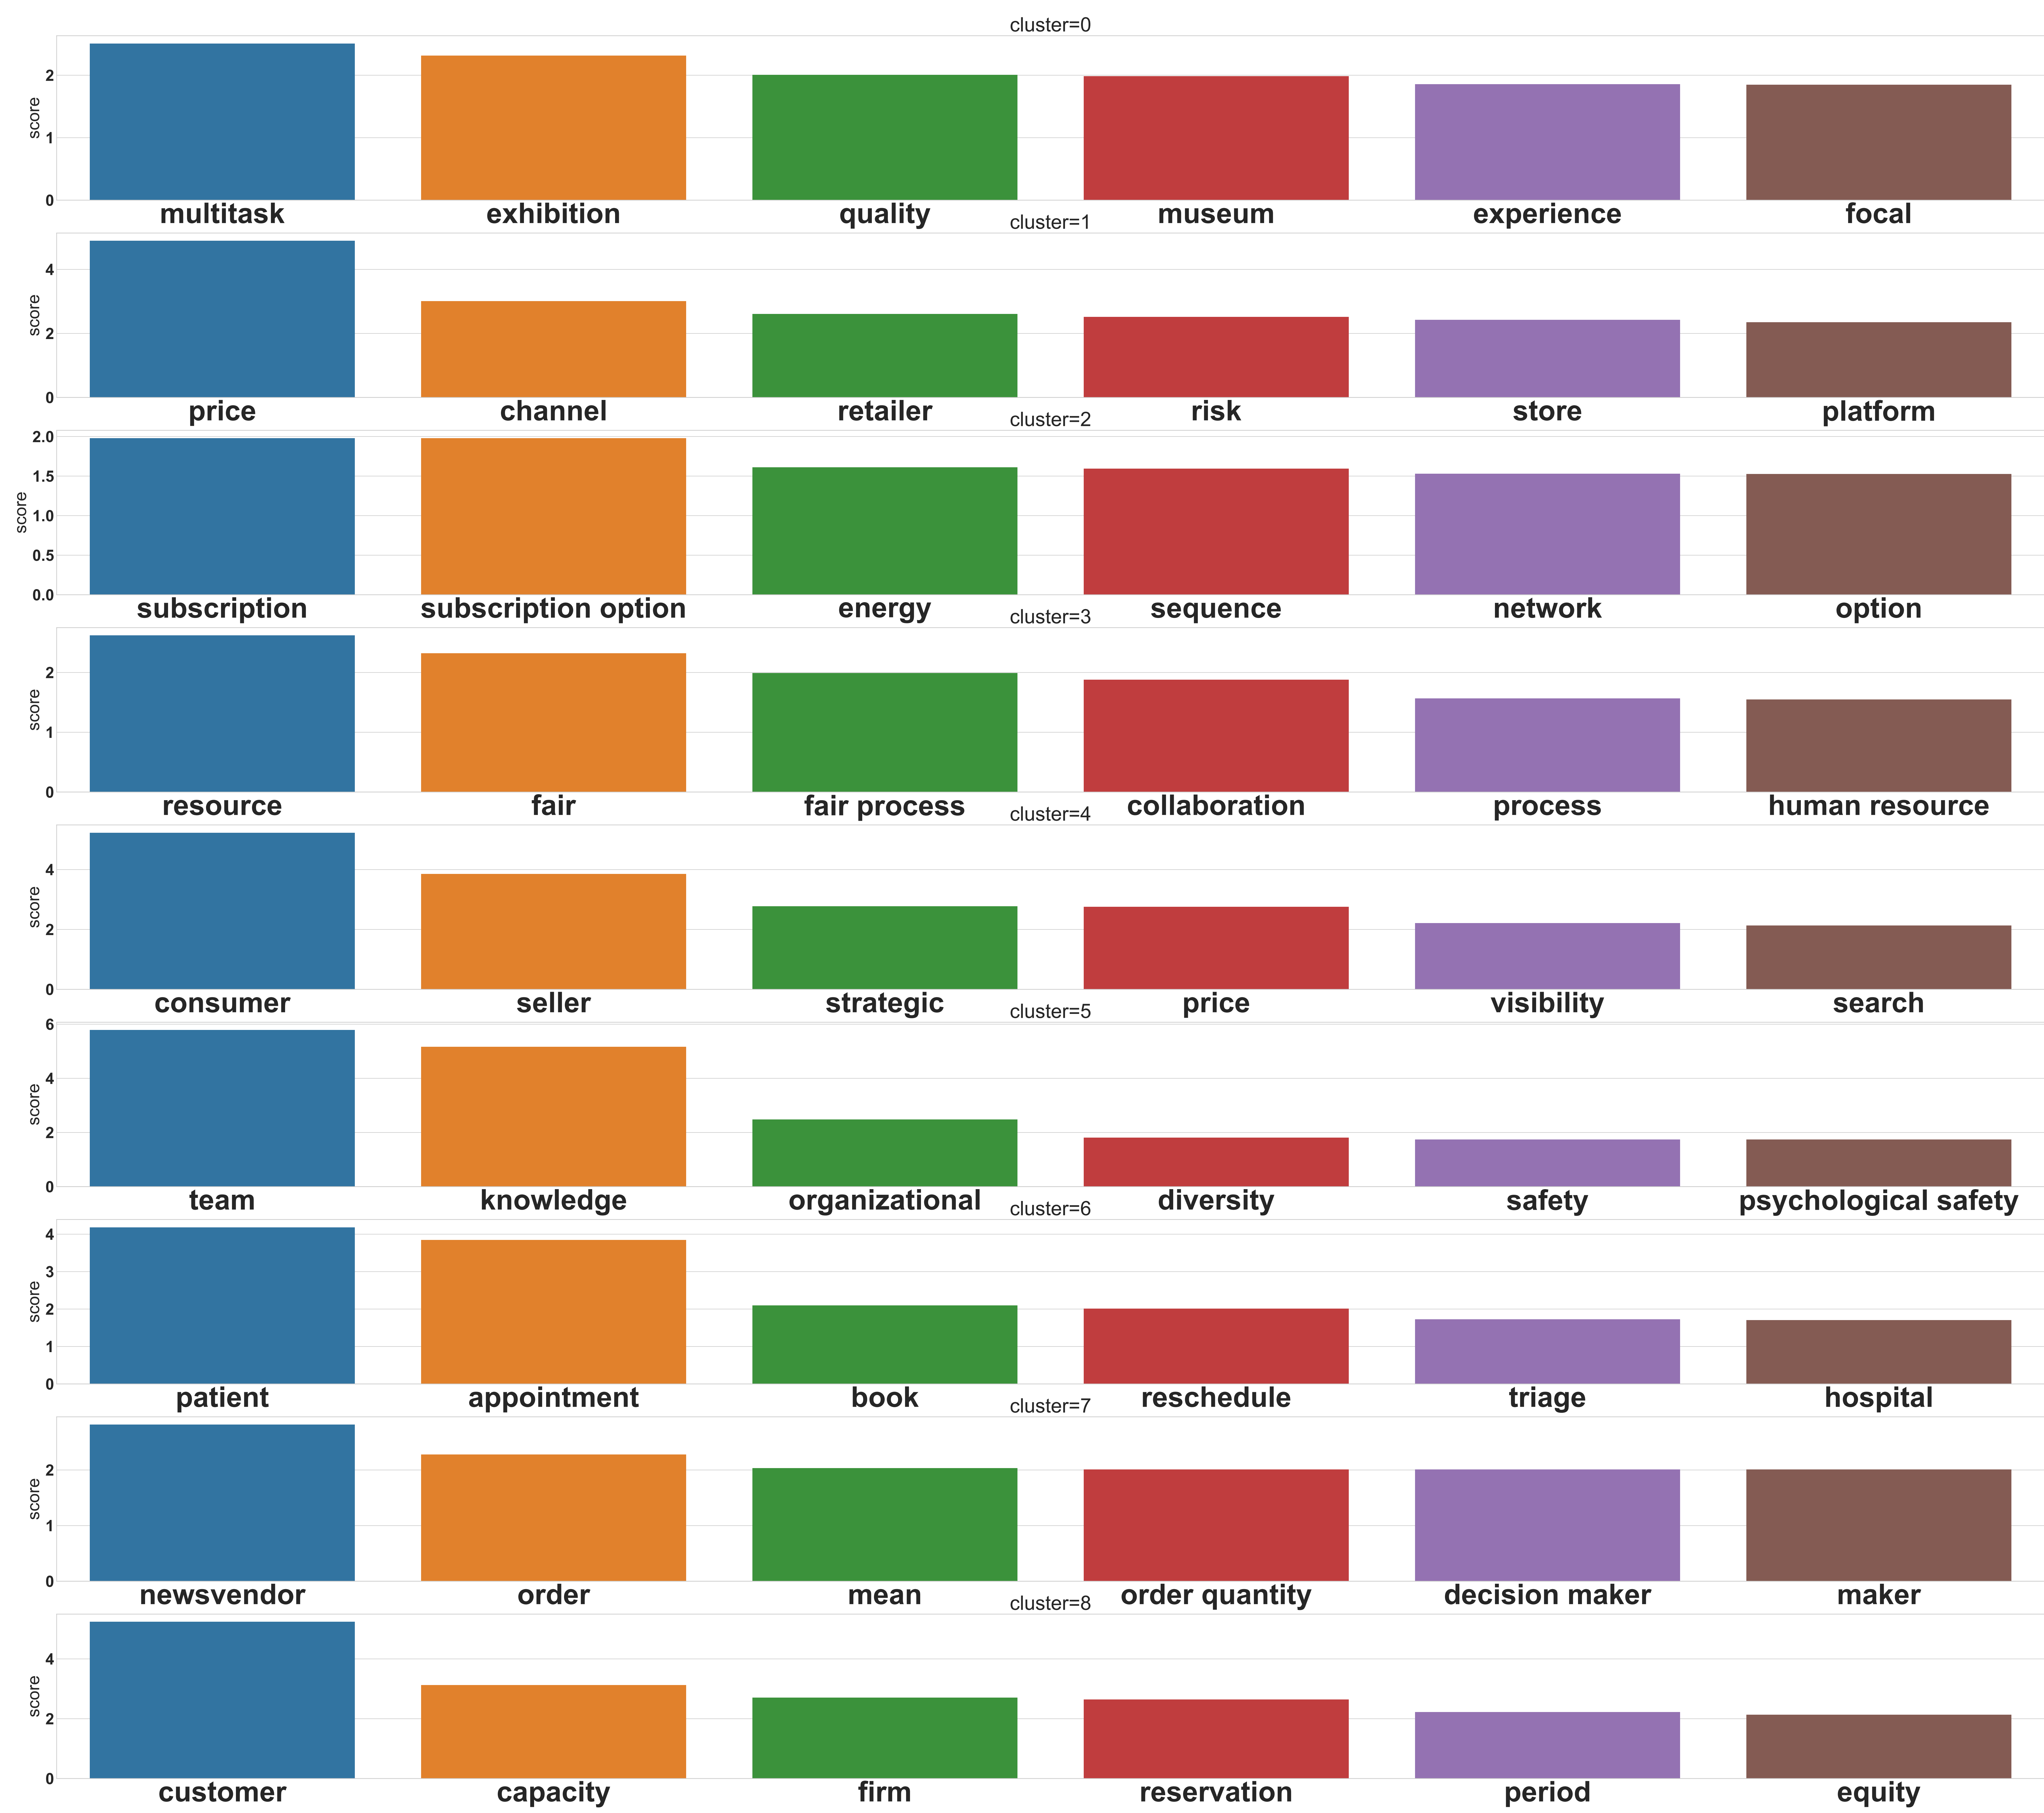 cluster=0
2
1
0
score
multitask exhibition quality museum experience focal
cluster=1
4
2
0
score
price channel retailer risk store platform
cluster=2
2.0
1.5
1.0
0.5
0.0
score
subscription subscription option energy sequence network option
cluster=3
2
1
0
score
resource fair fair process collaboration process human resource
cluster=4
4
2
0
score
consumer seller strategic price visibility search
cluster=5
6
4
2
0
score
team knowledge organizational diversity safety psychological safety
cluster=6
4
3
2
1
0
score
patient appointment book reschedule triage hospital
cluster=7
2
1
0
score
newsvendor order mean order quantity decision maker maker
cluster=8
4
2
0
score
customer capacity firm reservation period equity